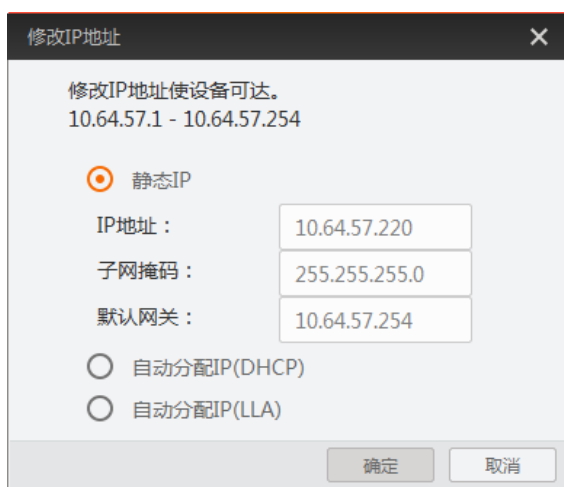 修改IP地址
修改IP地址使设备可达。
10.64.57.1 - 10.64.57.254
静态IP
IP地址： 10.64.57.220
子网掩码： 255.255.255.0
默认网关： 10.64.57.254
自动分配IP(DHCP)
自动分配IP(LLA)
确定 取消